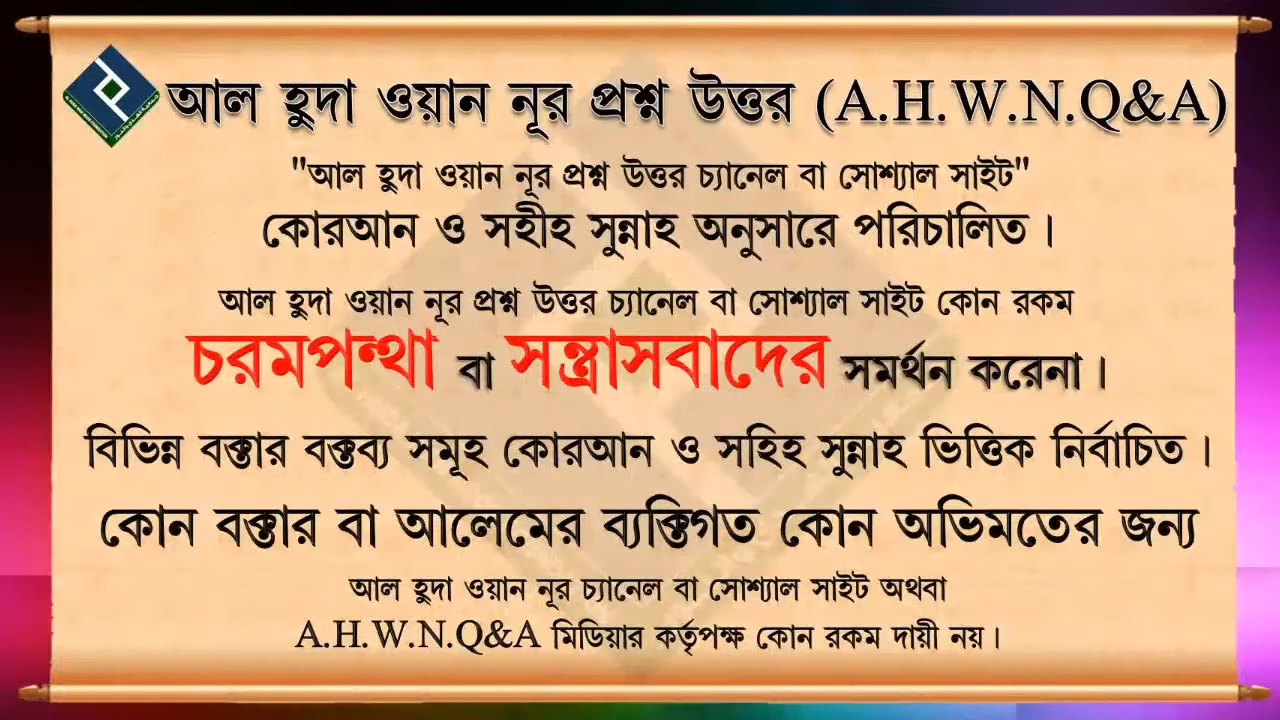 আল হুদা ওয়ান নূর প্রশ্ন উত্তর (A.H.W.N.Q&A)
"আল হুদা ওয়ান নূর প্রশ্ন উত্তর চ্যানেল বা সোশ্যাল সাইট"
কোরআন ও সহীহ সুন্নাহ অনুসারে পরিচালিত।
আল হুদা ওয়ান নূর প্রশ্ন উত্তর চ্যানেল বা সোশ্যাল সাইট কোন রকম
চরমপন্থা বা সন্ত্রাসবাদের সমর্থন করেনা।
বিভিন্ন বক্তার বক্তব্য সমূহ কোরআন ও সহিহ সুন্নাহ ভিত্তিক নির্বাচিত।
কোন বক্তার বা আলেমের ব্যক্তিগত কোন অভিমতের জন্য
আল হুদা ওয়ান নূর চ্যানেল বা সোশ্যাল সাইট অথবা
A.H.W.N.Q&A মিডিয়ার কর্তৃপক্ষ কোন রকম দায়ী নয়।